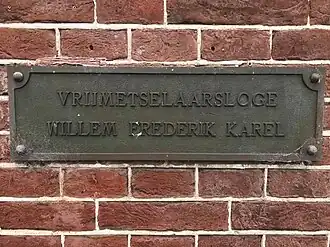 VRIJMETSELAARSLOGE
WILLEM FREDERIK KAREL